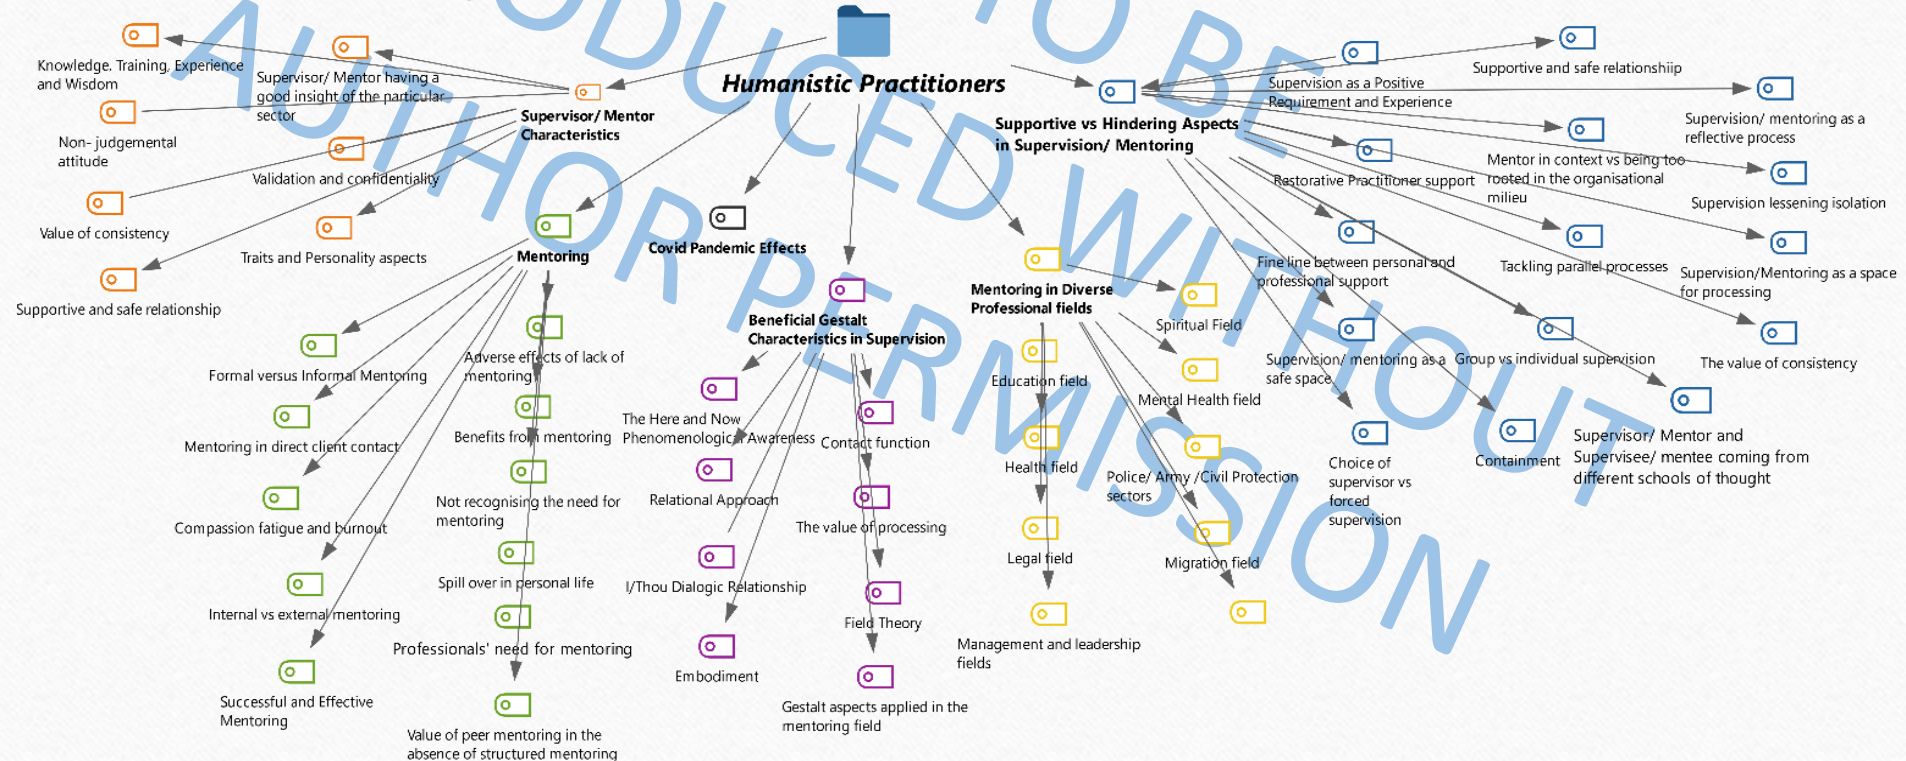 Humanistic Practitioners
Knowledge, Training, Experience
and Wisdom
Supervisor/ Mentor having a
good insight of the particular
sector
Supervisor/ Mentor
Characteristics
Non- judgemental
attitude
Validation and confidentiality
Value of consistency
Traits and Personality aspects
Supportive and safe relationship
Mentoring
Formal versus Informal Mentoring
Adverse effects of lack of
mentoring
Mentoring in direct client contact
Benefits from mentoring
Compassion fatigue and burnout
Not recognising the need for
mentoring
Internal vs external mentoring
Spill over in personal life
Professionals' need for mentoring
Successful and Effective
Mentoring
Value of peer mentoring in the
absence of structured mentoring
Covid Pandemic Effects
Beneficial Gestalt
Characteristics in Supervision
The Here and Now
Phenomenological Awareness
Contact function
Relational Approach
The value of processing
I/Thou Dialogic Relationship
Field Theory
Embodiment
Gestalt aspects applied in the
mentoring field
Mentoring in Diverse
Professional fields
Spiritual Field
Education field
Mental Health field
Health field
Police/ Army /Civil Protection
sectors
Legal field
Migration field
Management and leadership
fields
Supportive vs Hindering Aspects
in Supervision/ Mentoring
Supervision as a Positive
Requirement and Experience
Supportive and safe relationshiip
Supervision/ mentoring as a
reflective process
Mentor in context vs being too
rooted in the organisational
milieu
Restorative Practitioner support
Supervision lessening isolation
Fine line between personal and
professional support
Tackling parallel processes
Supervision/Mentoring as a space
for processing
Supervision/ mentoring as a
safe space
Group vs individual supervision
The value of consistency
Choice of
supervisor vs
forced
supervision
Containment
Supervisor/ Mentor and
Supervisee/ mentee coming from
different schools of thought
TO BE
AUTHOR PERMISSION
WITHOUT